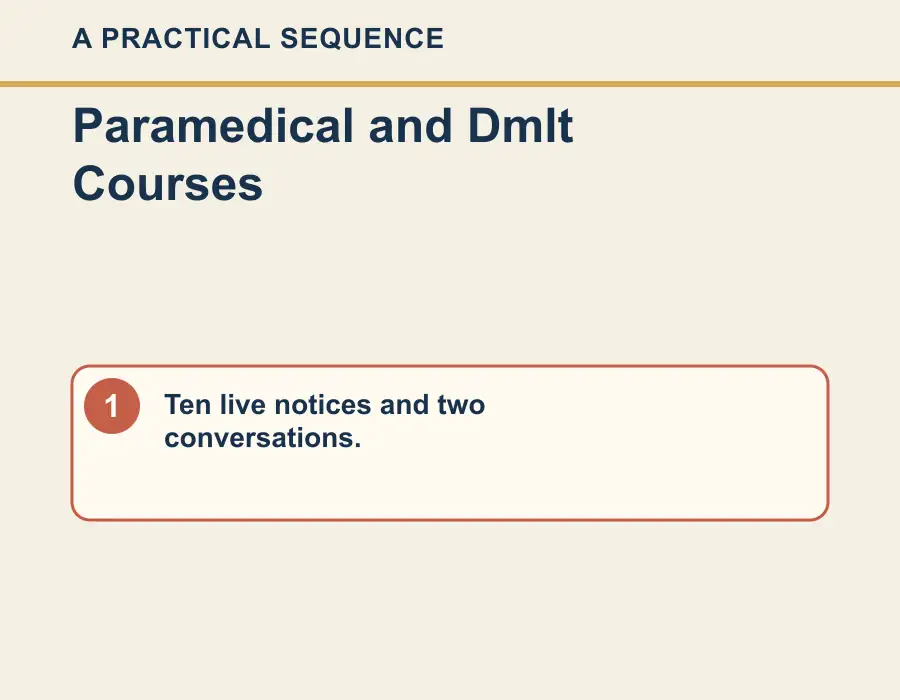 A PRACTICAL SEQUENCE
Paramedical and Dmlt
Courses
1
Ten live notices and two
conversations.